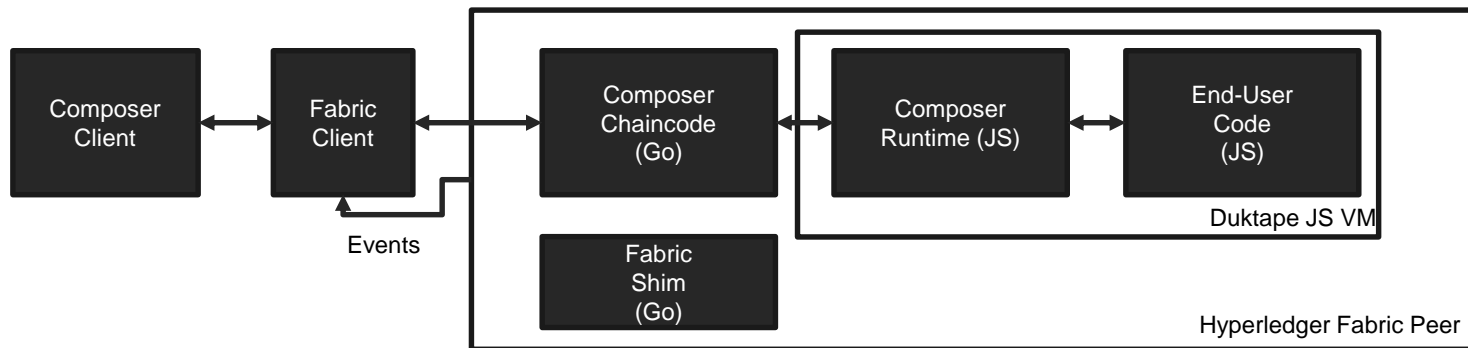 Composer
Client
Fabric
Client
Composer
Chaincode
(Go)
Composer
Runtime (JS)
End-User
Code
(JS)
Duktape JS VM
Events
Fabric
Shim
(Go)
Hyperledger Fabric Peer